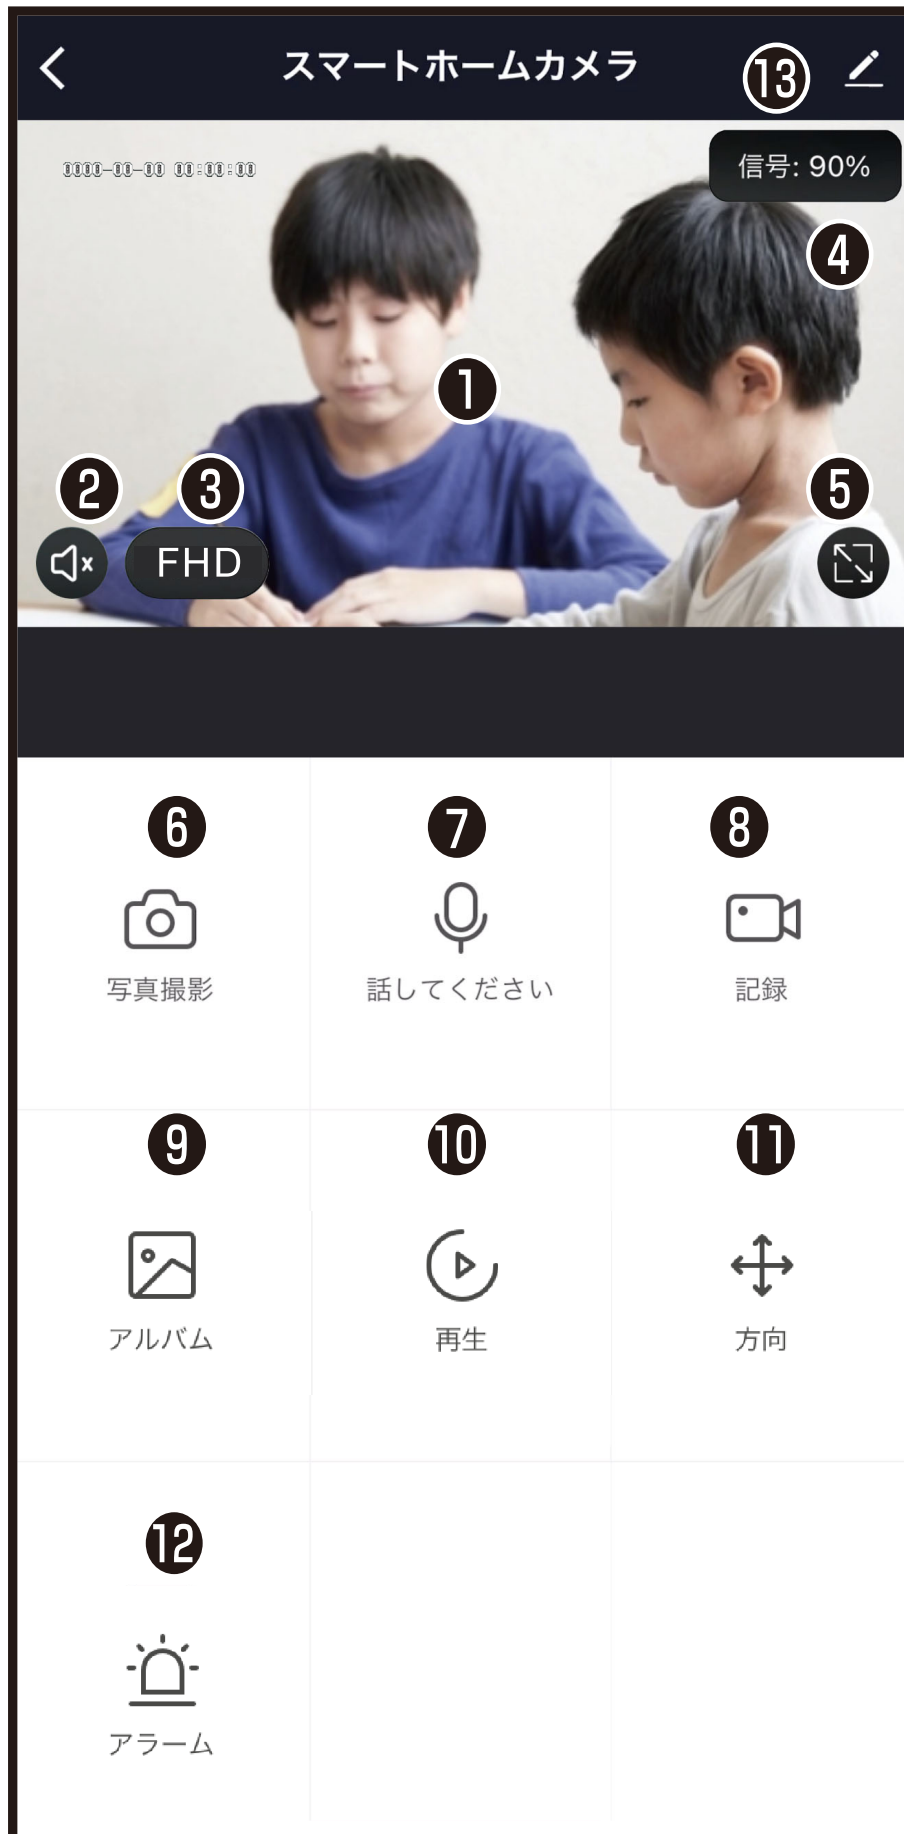 スマートホームカメラ
⓭
0000-00-00 00:00:00
信号: 90%
❹
❶
❷ ❸ ❺
FHD
❻ ❼ ❽
写真撮影 話してください 記録
❾ ❿ ⓫
アルバム 再生 方向
⓬
アラーム